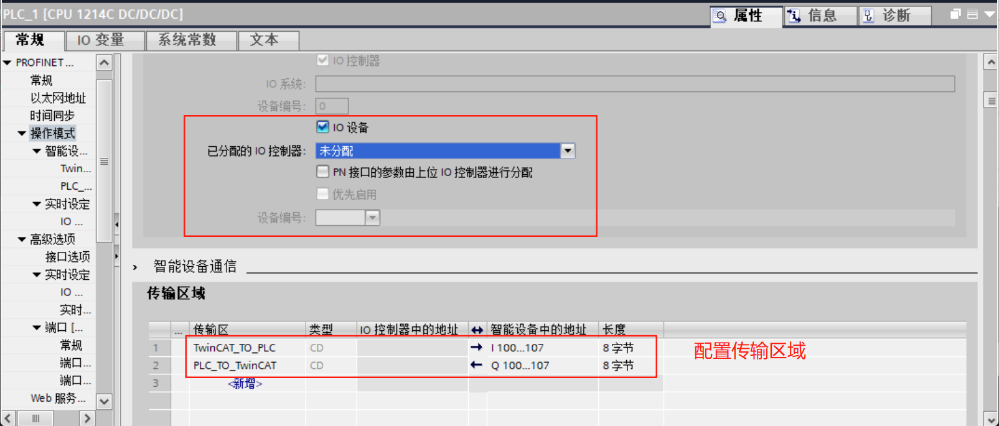 PLC_1 [CPU 1214C DC/DC/DC]
属性 信息 诊断
常规 IO 变量 系统常数 文本
PROFINET ...
常规
以太网地址
时间同步
操作模式
智能设...
Twin...
PLC_...
实时设定
IO ...
高级选项
接口选项
实时设定
IO ...
实时...
端口 [...
常规
端口...
端口...
Web 服务...
IO 控制器
IO 系统:
设备编号: 0
IO 设备
已分配的 IO 控制器: 未分配
PN 接口的参数由上位 IO 控制器进行分配
优先启用
设备编号:
智能设备通信
传输区域
... 传输区 类型 IO 控制器中的地址 ↔ 智能设备中的地址 长度
1 TwinCAT_TO_PLC CD → I 100...107 8 字节
2 PLC_TO_TwinCAT CD ← Q 100...107 8 字节
3 <新增>
配置传输区域